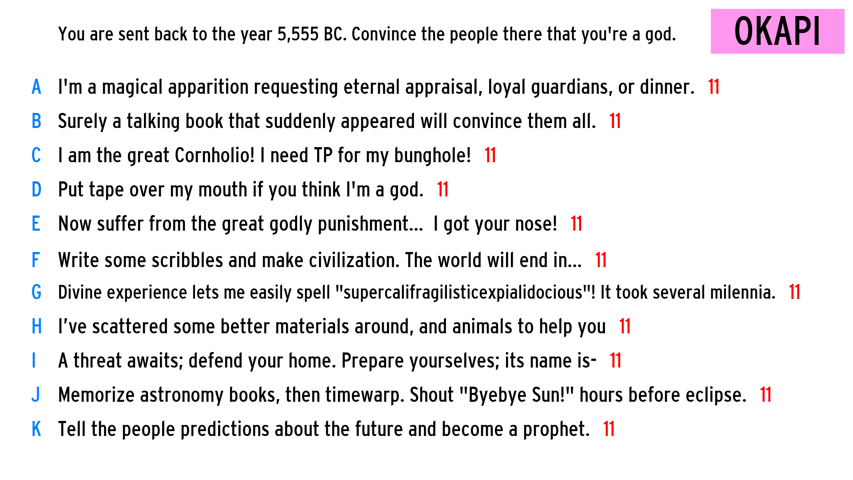 You are sent back to the year 5,555 BC. Convince the people there that you're a god.
OKAPI
A I'm a magical apparition requesting eternal appraisal, loyal guardians, or dinner. 11
B Surely a talking book that suddenly appeared will convince them all. 11
C I am the great Cornholio! I need TP for my bunghole! 11
D Put tape over my mouth if you think I'm a god. 11
E Now suffer from the great godly punishment... I got your nose! 11
F Write some scribbles and make civilization. The world will end in... 11
G Divine experience lets me easily spell "supercalifragilisticexpialidocious"! It took several milennia. 11
H I’ve scattered some better materials around, and animals to help you 11
I A threat awaits; defend your home. Prepare yourselves; its name is- 11
J Memorize astronomy books, then timewarp. Shout "Byebye Sun!" hours before eclipse. 11
K Tell the people predictions about the future and become a prophet. 11